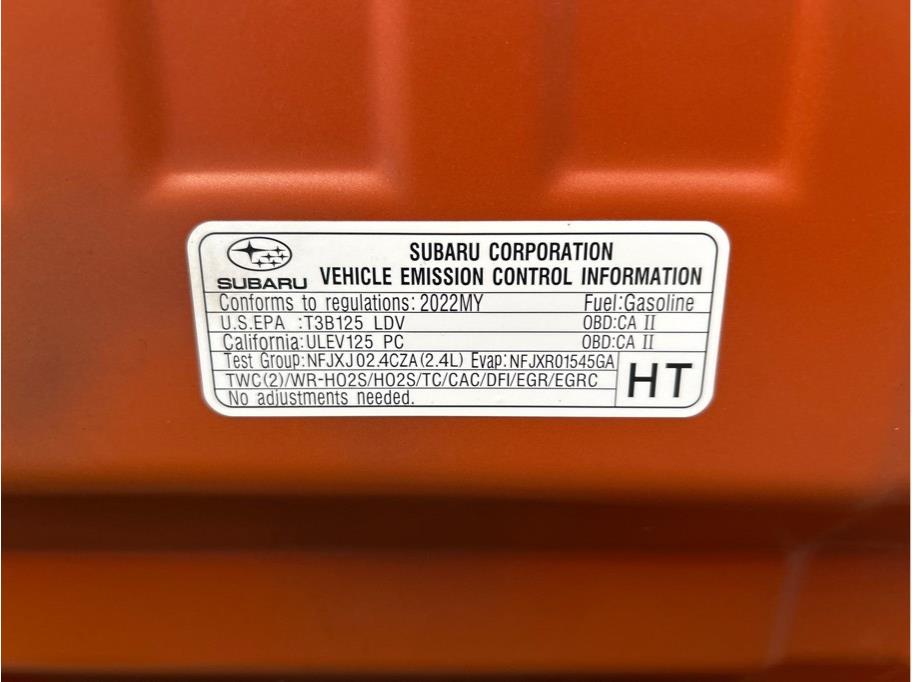 SUBARU
SUBARU CORPORATION
VEHICLE EMISSION CONTROL INFORMATION
Conforms to regulations: 2022MY Fuel:Gasoline
U.S.EPA :T3B125 LDV OBD:CA II
California:ULEV125 PC OBD:CA II
Test Group:NFJXJ02.4CZA(2.4L) Evap:NFJXR01545GA
TWC(2)/WR-HO2S/HO2S/TC/CAC/DFI/EGR/EGRC
No adjustments needed.
HT